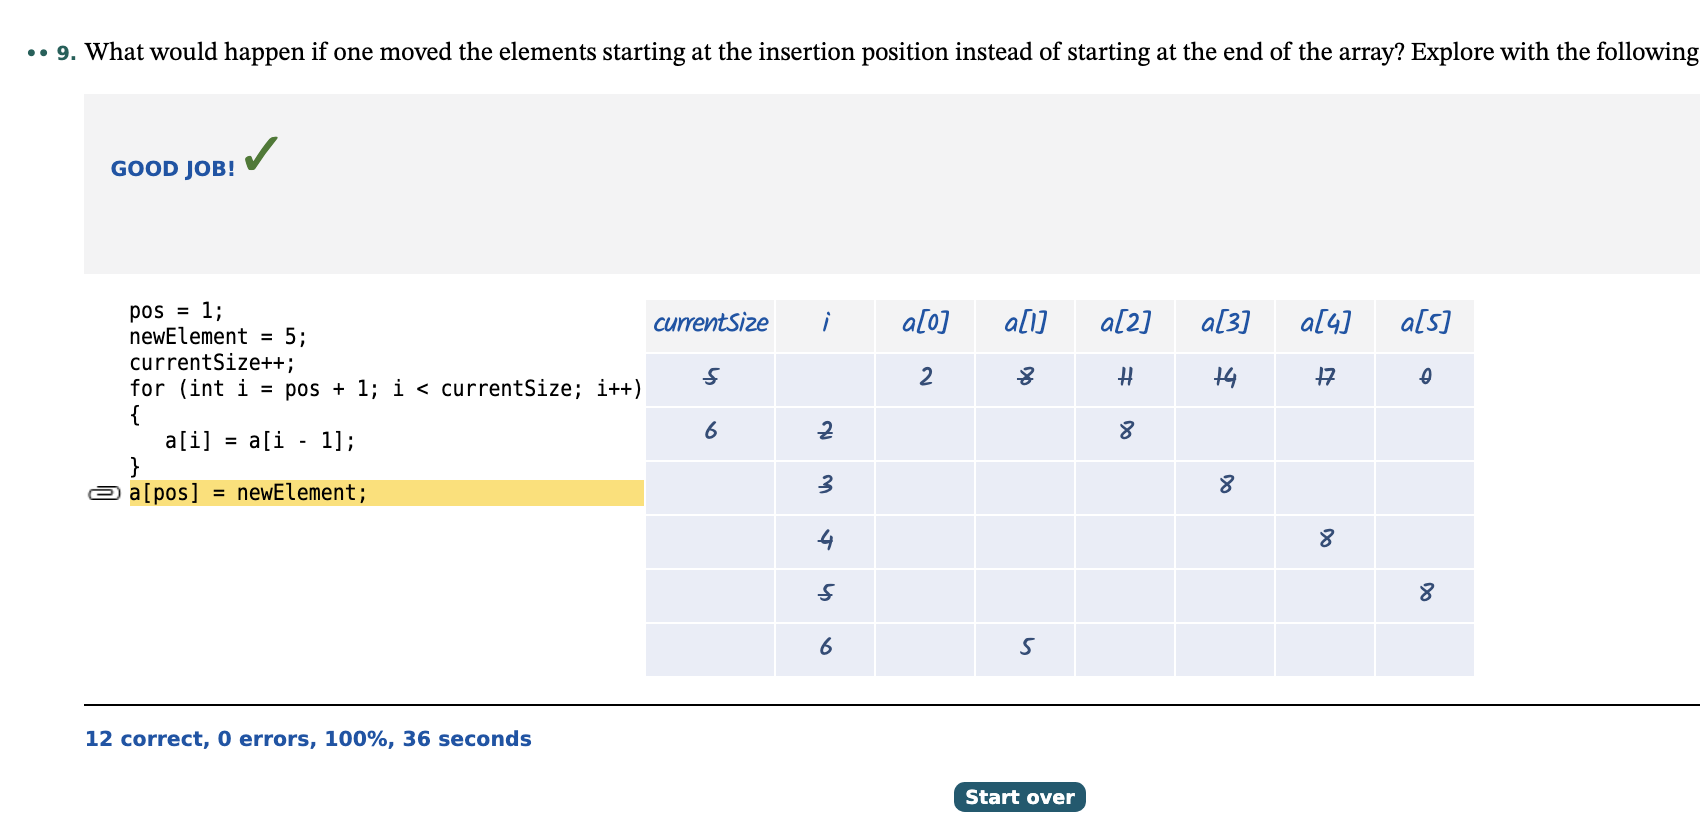 •• 9. What would happen if one moved the elements starting at the insertion position instead of starting at the end of the array? Explore with the following
GOOD JOB!
pos = 1;
newElement = 5;
currentSize++;
for (int i = pos + 1; i < currentSize; i++)
{
a[i] = a[i - 1];
}
a[pos] = newElement;
currentSize i a[0] a[1] a[2] a[3] a[4] a[5]
5 2 8 11 14 17 0
6 2 8
3 8
4 8
5 8
6 5
12 correct, 0 errors, 100%, 36 seconds
Start over